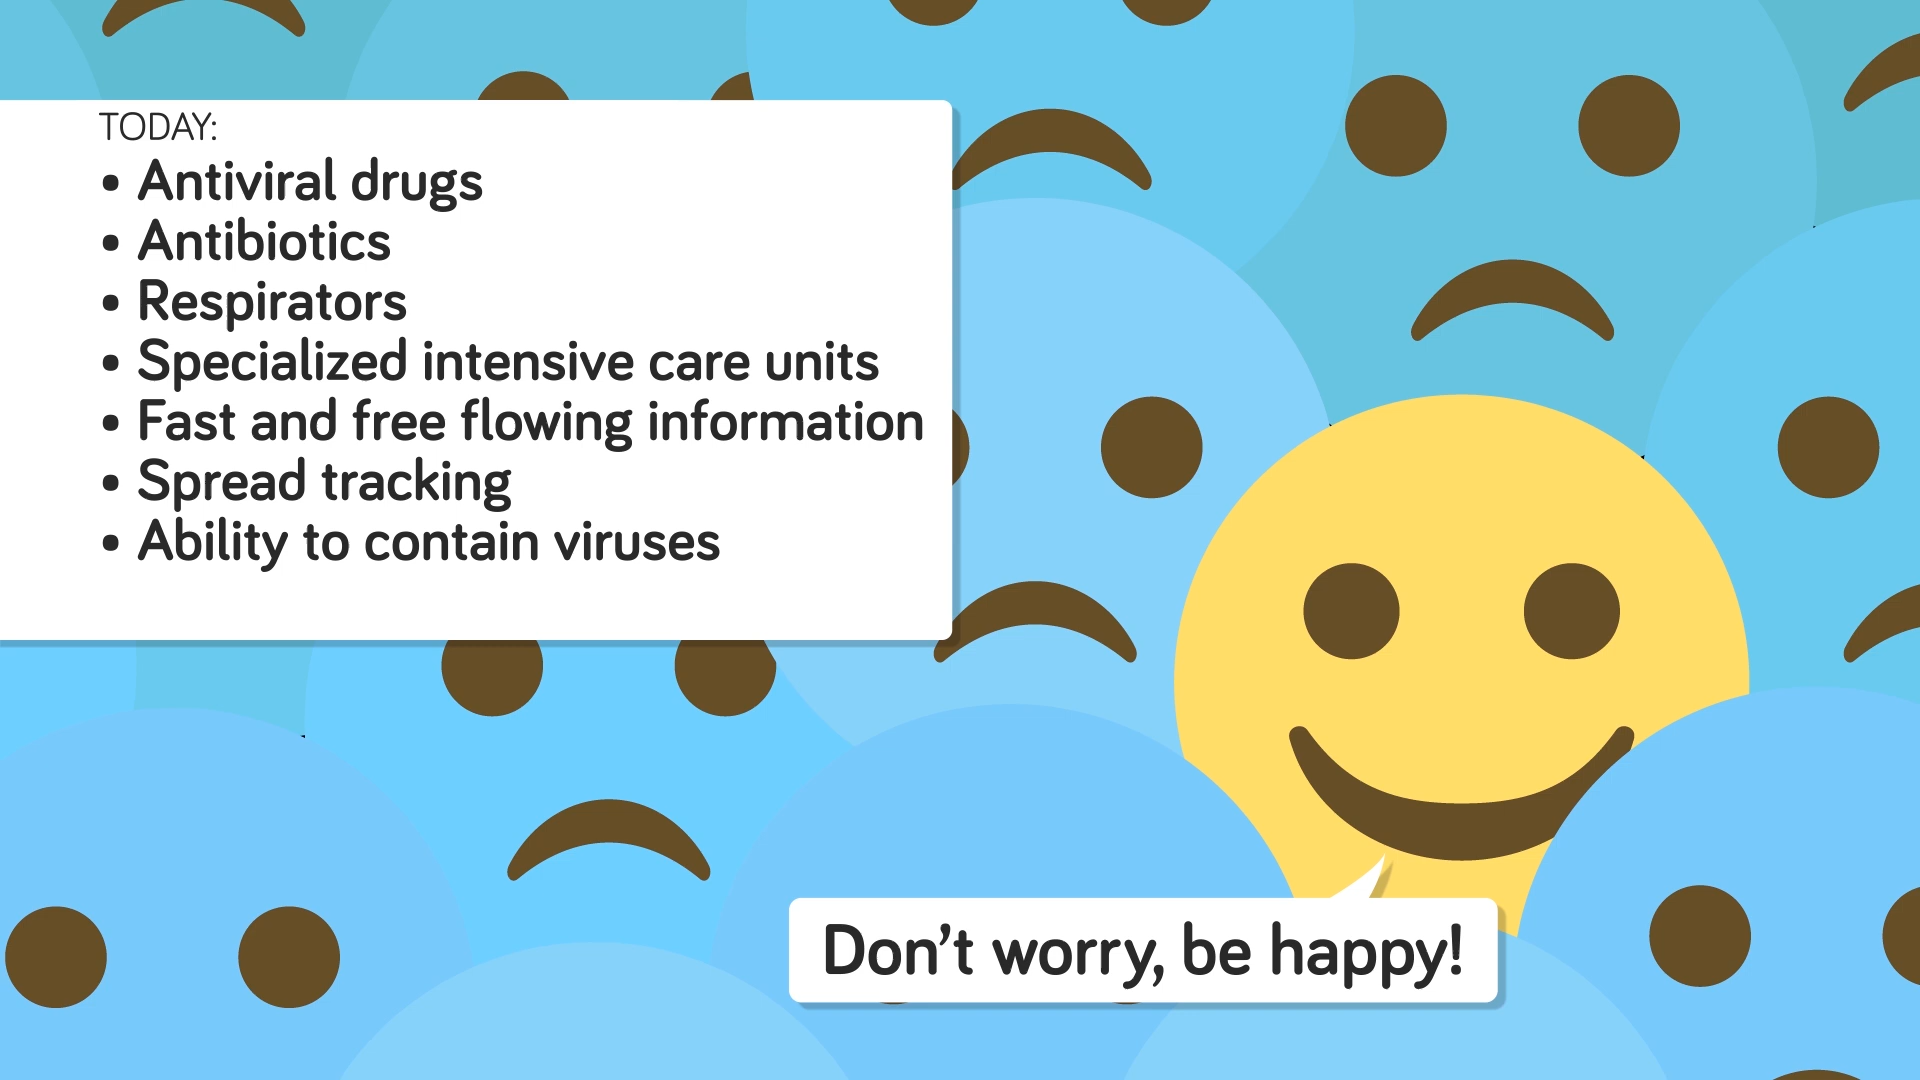 TODAY:
• Antiviral drugs
• Antibiotics
• Respirators
• Specialized intensive care units
• Fast and free flowing information
• Spread tracking
• Ability to contain viruses
Don’t worry, be happy!